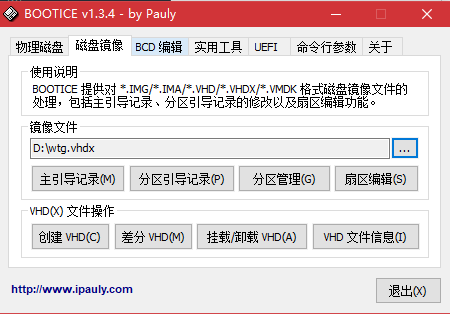 BOOTICE v1.3.4 - by Pauly
物理磁盘 磁盘镜像 BCD 编辑 实用工具 UEFI 命令行参数 关于
使用说明
BOOTICE 提供对 *.IMG/*.IMA/*.VHD/*.VHDX/*.VMDK 格式磁盘镜像文件的
处理，包括主引导记录、分区引导记录的修改以及扇区编辑功能。
镜像文件
D:\wtg.vhdx ...
主引导记录(M) 分区引导记录(P) 分区管理(G) 扇区编辑(S)
VHD(X) 文件操作
创建 VHD(C) 差分 VHD(M) 挂载/卸载 VHD(A) VHD 文件信息(I)
http://www.ipauly.com 退出(X)